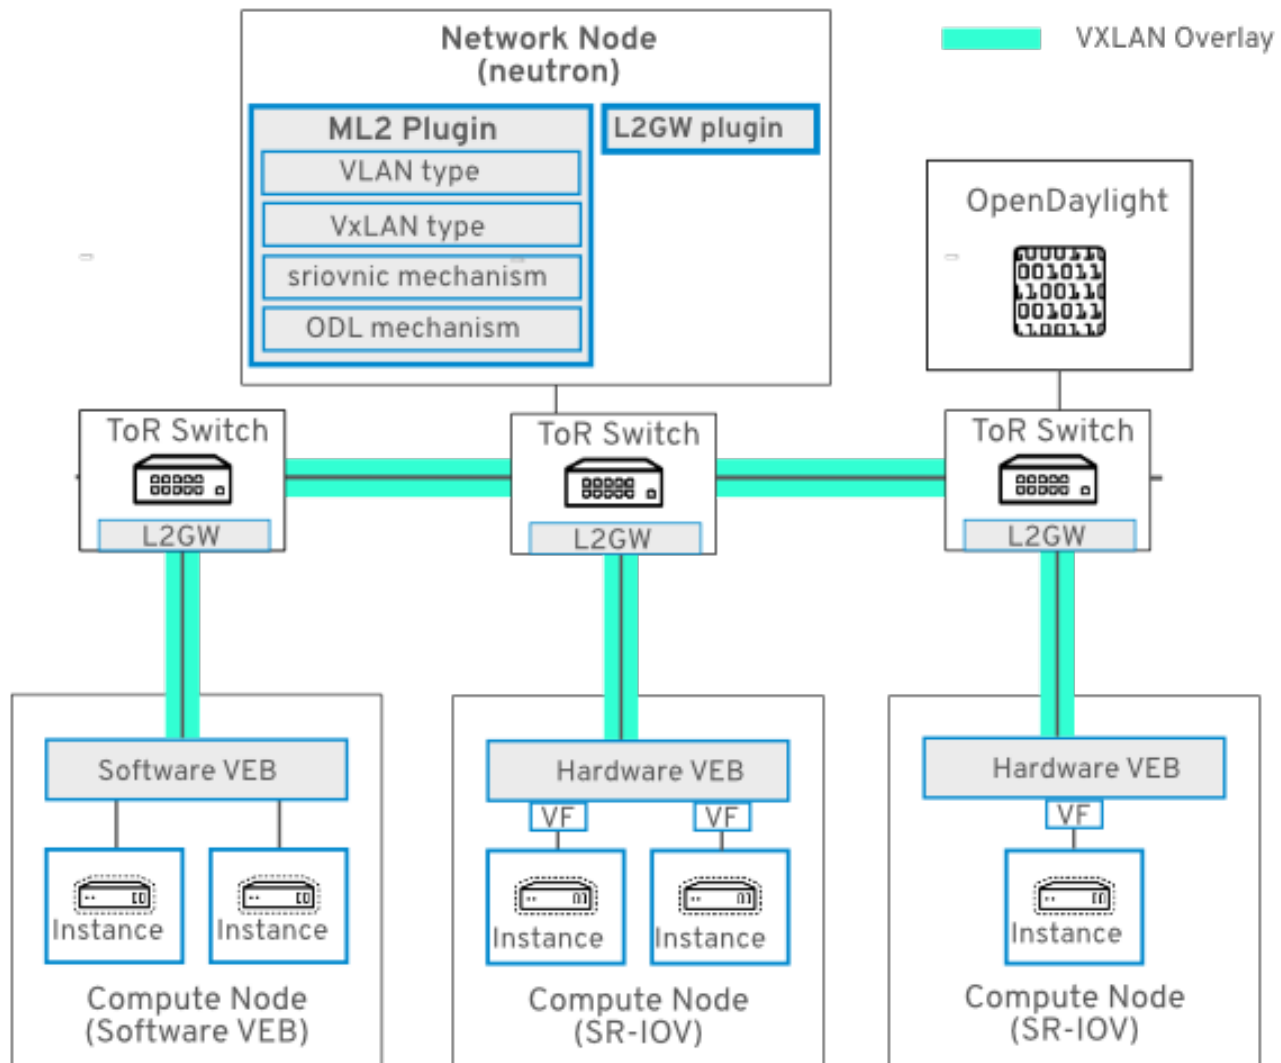 Network Node
(neutron)
VXLAN Overlay
ML2 Plugin
L2GW plugin
VLAN type
VxLAN type
sriovnic mechanism
ODL mechanism
OpenDaylight
ToR Switch
ToR Switch
ToR Switch
L2GW
L2GW
L2GW
Software VEB
Hardware VEB
Hardware VEB
VF
VF
VF
Instance
Instance
Instance
Instance
Instance
Compute Node
(Software VEB)
Compute Node
(SR-IOV)
Compute Node
(SR-IOV)